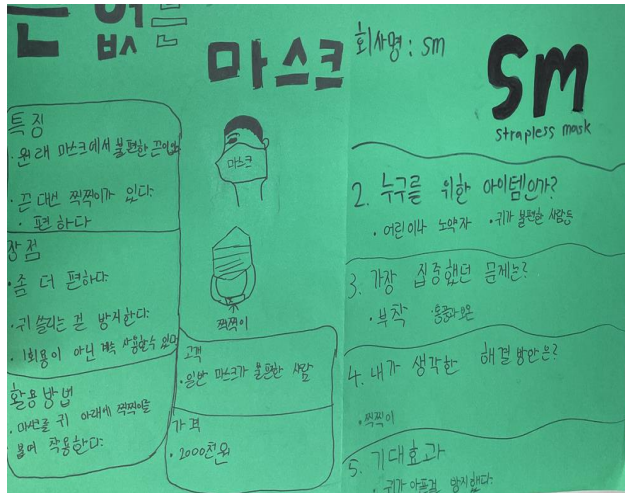 끈 없는
마스크
특징
· 원래 마스크에서 불편한 끈이
· 끈 대신 찍찍이가 있다.
· 편하다
장점
· 좀 더 편하다.
· 귀 쓸리는 걸 방지한다.
· 1회용이 아닌 계속 사용할수 있
활용방법
· 마스크를 귀 아래에 찍찍이를
붙여 착용한다.
마스크
찍찍이
고객
· 일반 마스크가 불편한 사람
가격
· 2000천원
회사명 : sm
SM
strapless mask
2. 누구를 위한 아이템인가?
· 어린이나 노약자 · 귀가 불편한 사람들
3. 가장 집중했던 문제는?
· 부착
4. 내가 생각한 해결 방안은?
· 찍찍이
5. 기대효과
· 귀가 아픈걸 방지했다.